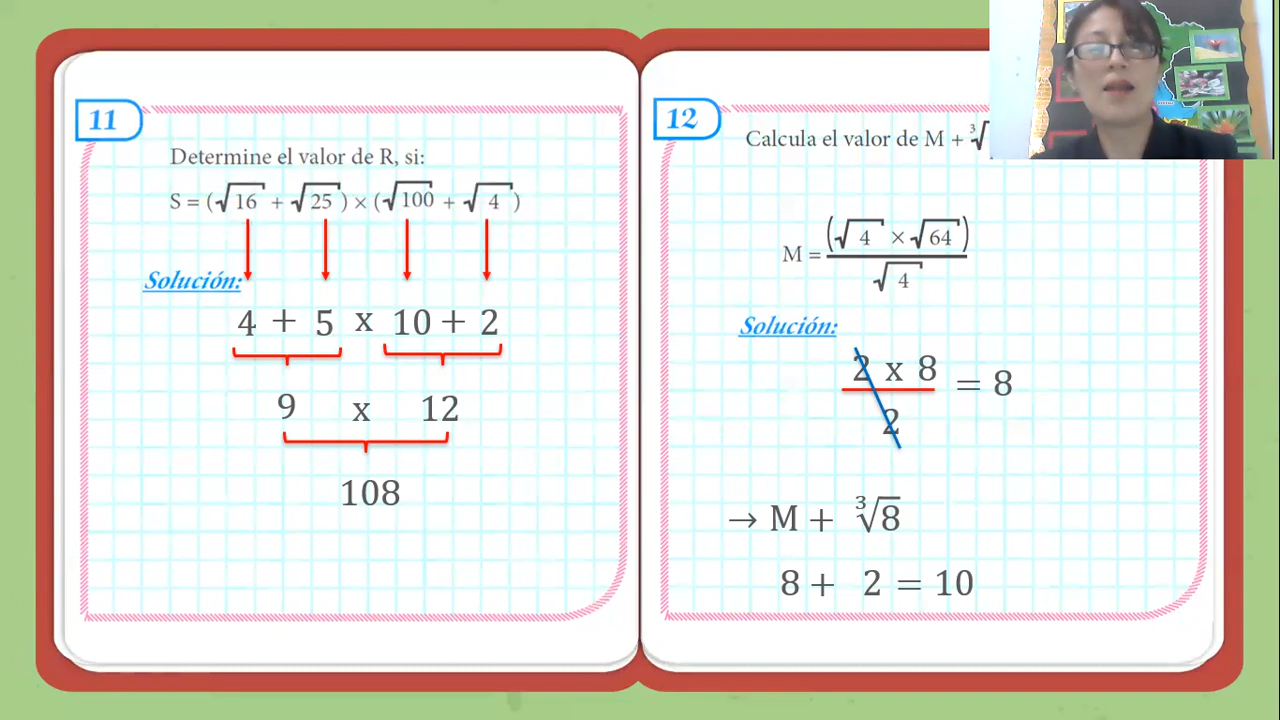 11
Determine el valor de R, si:
S = (√16 + √25) × (√100 + √4)
Solución:
4 + 5 x 10 + 2
9 x 12
108
12
Calcula el valor de M + ∛
M = (√4 × √64) / √4
Solución:
2 x 8 / 2 = 8
→ M + ∛8
8 + 2 = 10